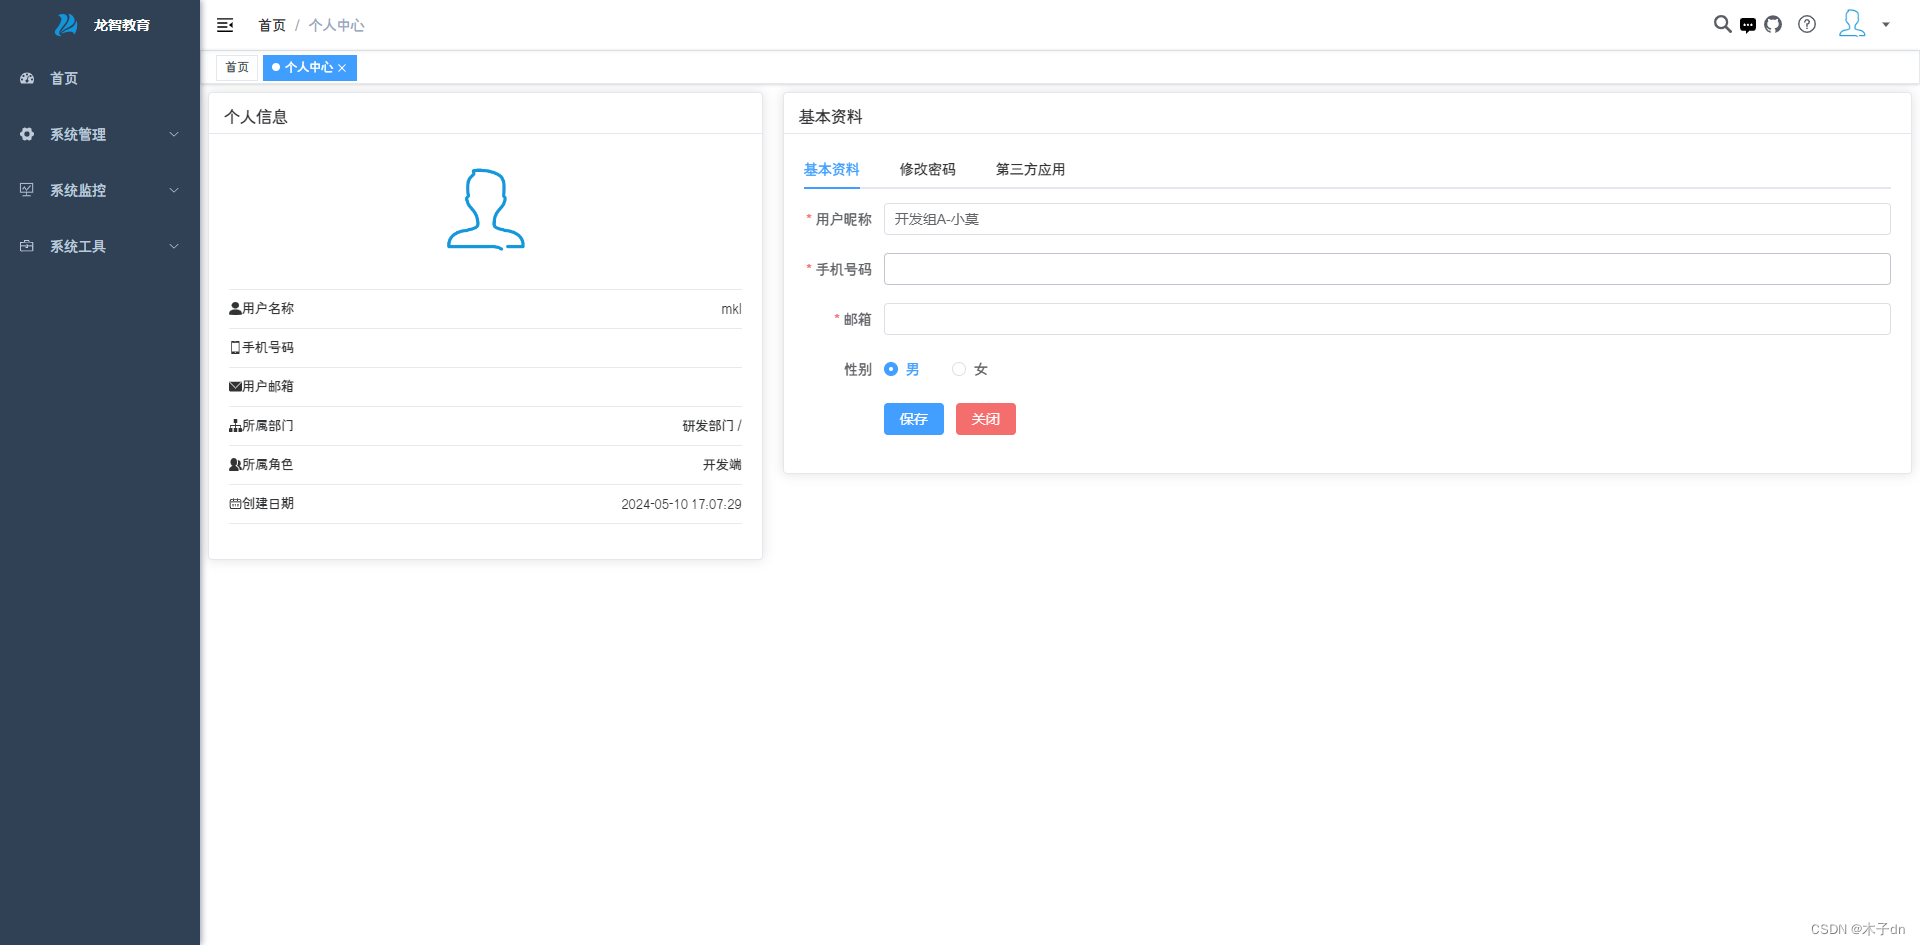 龙智教育
首页
系统管理
系统监控
系统工具
首页 / 个人中心
首页
个人中心
个人信息
用户名称 mkl
手机号码
用户邮箱
所属部门 研发部门 /
所属角色 开发端
创建日期 2024-05-10 17:07:29
基本资料
基本资料 修改密码 第三方应用
* 用户昵称 开发组A-小莫
* 手机号码
* 邮箱
性别 男 女
保存 关闭
CSDN @木子dn